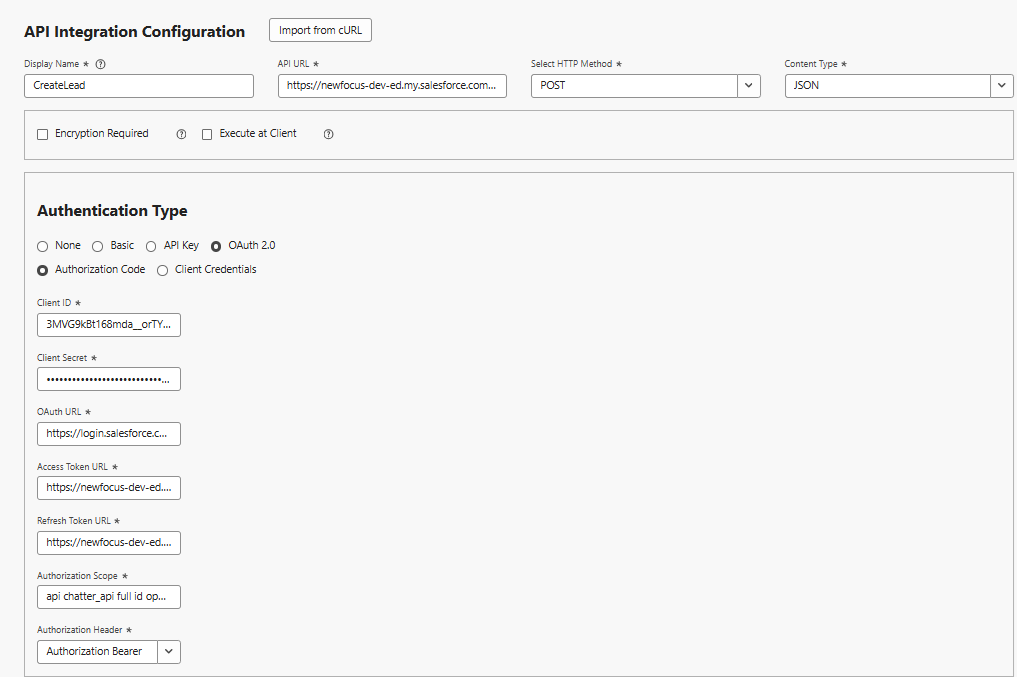 API Integration Configuration Import from cURL
Display Name * API URL * Select HTTP Method * Content Type *
CreateLead https://newfocus-dev-ed.my.salesforce.com... POST JSON
Encryption Required Execute at Client
Authentication Type
None Basic API Key OAuth 2.0
Authorization Code Client Credentials
Client ID *
3MVG9kBt168mda__orTY...
Client Secret *
••••••••••••••••••••••••••••...
OAuth URL *
https://login.salesforce.c...
Access Token URL *
https://newfocus-dev-ed....
Refresh Token URL *
https://newfocus-dev-ed....
Authorization Scope *
api chatter_api full id op...
Authorization Header *
Authorization Bearer